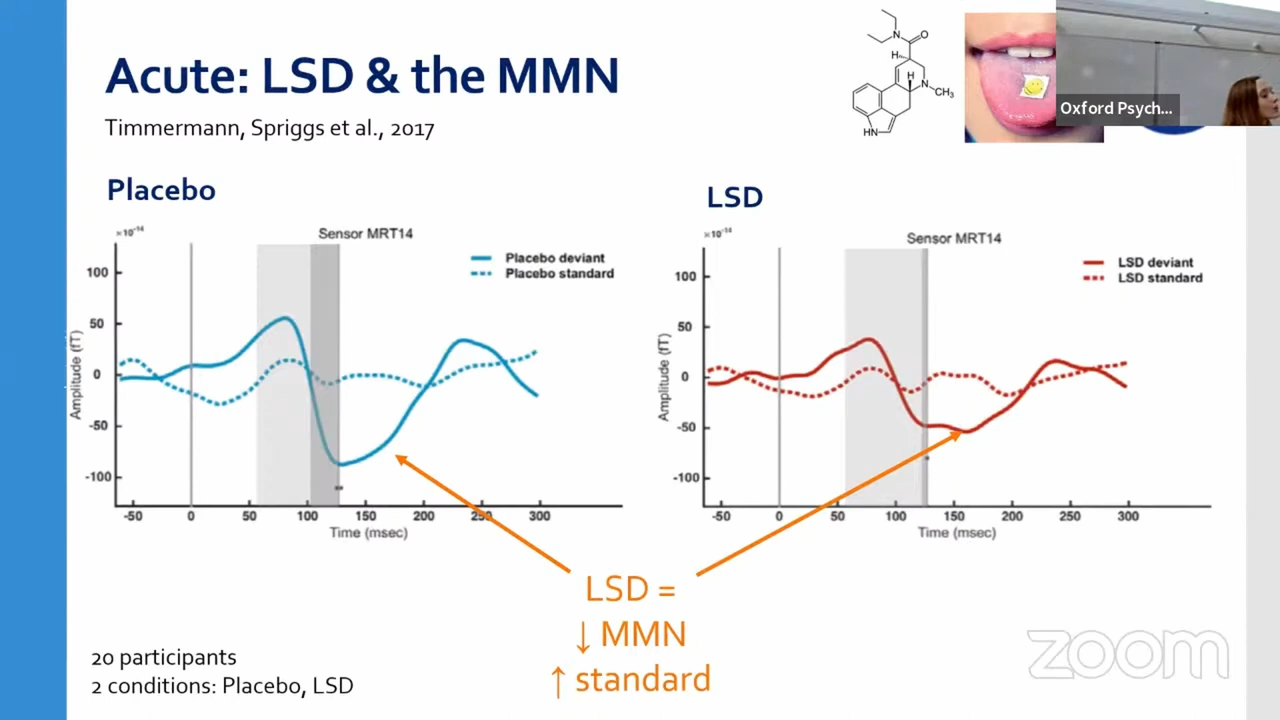 Acute: LSD & the MMN
Timmermann, Spriggs et al., 2017
N
O
H
H
N
CH₃
HN
Oxford Psych...
Placebo
LSD
×10⁻¹⁴
Sensor MRT14
Placebo deviant
Placebo standard
100
50
0
-50
-100
Amplitude (fT)
-50 0 50 100 150 200 250 300
Time (msec)
×10⁻¹⁴
Sensor MRT14
LSD deviant
LSD standard
100
50
0
-50
-100
Amplitude (fT)
-50 0 50 100 150 200 250 300
Time (msec)
LSD =
↓ MMN
↑ standard
20 participants
2 conditions: Placebo, LSD
zoom